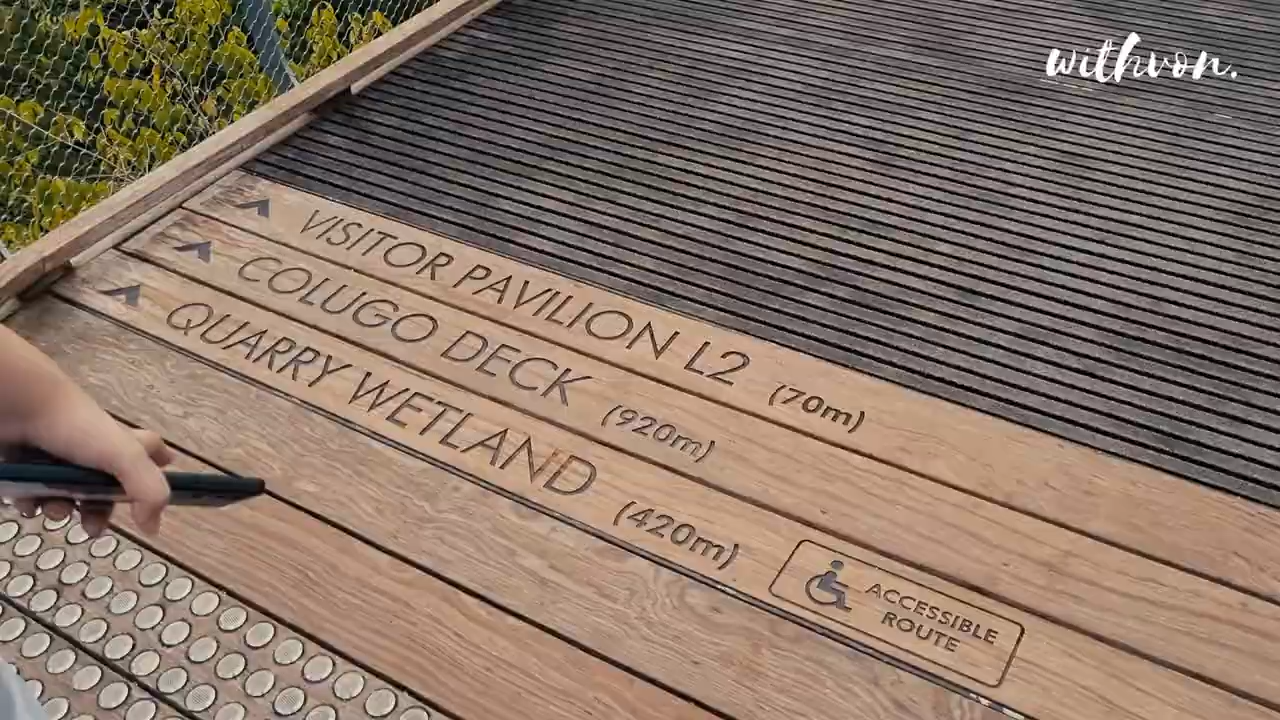 withvon.
VISITOR PAVILION L2 (70m)
COLUGO DECK (920m)
QUARRY WETLAND (420m)
ACCESSIBLE
ROUTE